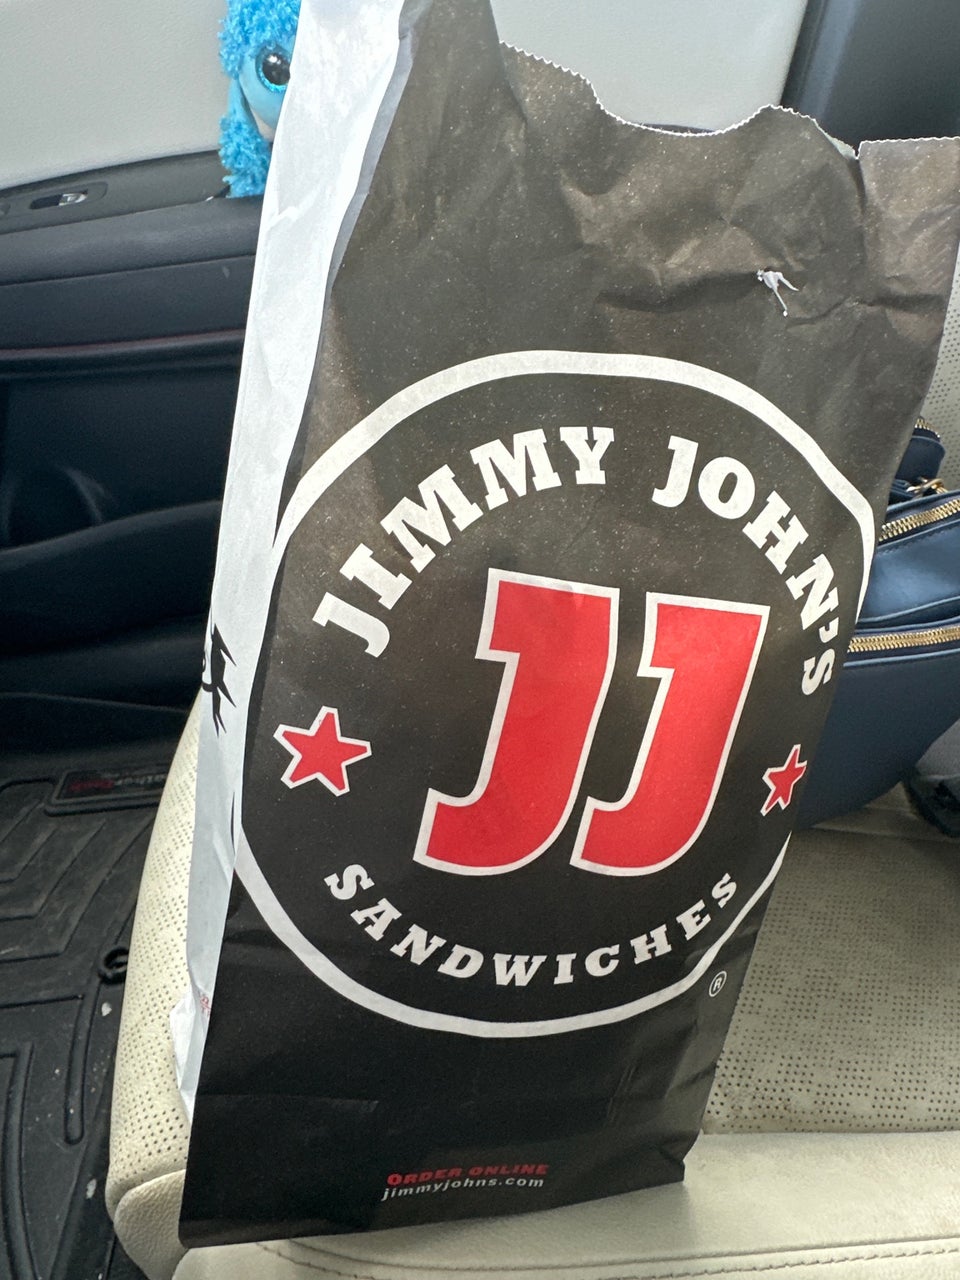 JIMMY JOHN'S
JJ
SANDWICHES
®
ORDER ONLINE
jimmyjohns.com